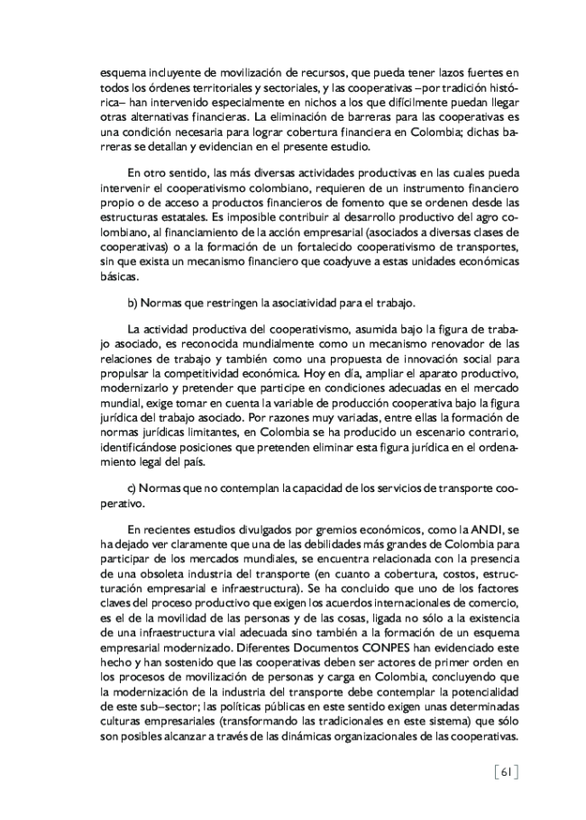 esquema incluyente de movilización de recursos, que pueda tener lazos fuertes en
todos los órdenes territoriales y sectoriales, y las cooperativas –por tradición histó-
rica– han intervenido especialmente en nichos a los que difícilmente puedan llegar
otras alternativas financieras. La eliminación de barreras para las cooperativas es
una condición necesaria para lograr cobertura financiera en Colombia; dichas ba-
rreras se detallan y evidencian en el presente estudio.
En otro sentido, las más diversas actividades productivas en las cuales pueda
intervenir el cooperativismo colombiano, requieren de un instrumento financiero
propio o de acceso a productos financieros de fomento que se ordenen desde las
estructuras estatales. Es imposible contribuir al desarrollo productivo del agro co-
lombiano, al financiamiento de la acción empresarial (asociados a diversas clases de
cooperativas) o a la formación de un fortalecido cooperativismo de transportes,
sin que exista un mecanismo financiero que coadyuve a estas unidades económicas
básicas.
b) Normas que restringen la asociatividad para el trabajo.
La actividad productiva del cooperativismo, asumida bajo la figura de traba-
jo asociado, es reconocida mundialmente como un mecanismo renovador de las
relaciones de trabajo y también como una propuesta de innovación social para
propulsar la competitividad económica. Hoy en día, ampliar el aparato productivo,
modernizarlo y pretender que participe en condiciones adecuadas en el mercado
mundial, exige tomar en cuenta la variable de producción cooperativa bajo la figura
jurídica del trabajo asociado. Por razones muy variadas, entre ellas la formación de
normas jurídicas limitantes, en Colombia se ha producido un escenario contrario,
identificándose posiciones que pretenden eliminar esta figura jurídica en el ordena-
miento legal del país.
c) Normas que no contemplan la capacidad de los servicios de transporte coo-
perativo.
En recientes estudios divulgados por gremios económicos, como la ANDI, se
ha dejado ver claramente que una de las debilidades más grandes de Colombia para
participar de los mercados mundiales, se encuentra relacionada con la presencia
de una obsoleta industria del transporte (en cuanto a cobertura, costos, estruc-
turación empresarial e infraestructura). Se ha concluido que uno de los factores
claves del proceso productivo que exigen los acuerdos internacionales de comercio,
es el de la movilidad de las personas y de las cosas, ligada no sólo a la existencia
de una infraestructura vial adecuada sino también a la formación de un esquema
empresarial modernizado. Diferentes Documentos CONPES han evidenciado este
hecho y han sostenido que las cooperativas deben ser actores de primer orden en
los procesos de movilización de personas y carga en Colombia, concluyendo que
la modernización de la industria del transporte debe contemplar la potencialidad
de este sub–sector; las políticas públicas en este sentido exigen unas determinadas
culturas empresariales (transformando las tradicionales en este sistema) que sólo
son posibles alcanzar a través de las dinámicas organizacionales de las cooperativas.
[61]